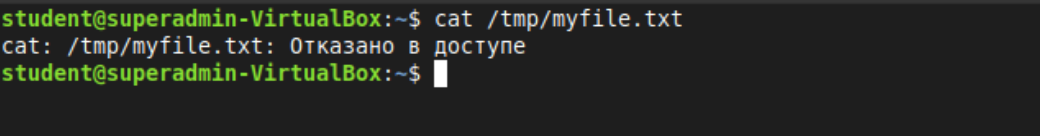 student@superadmin-VirtualBox:~$ cat /tmp/myfile.txt
cat: /tmp/myfile.txt: Отказано в доступе
student@superadmin-VirtualBox:~$